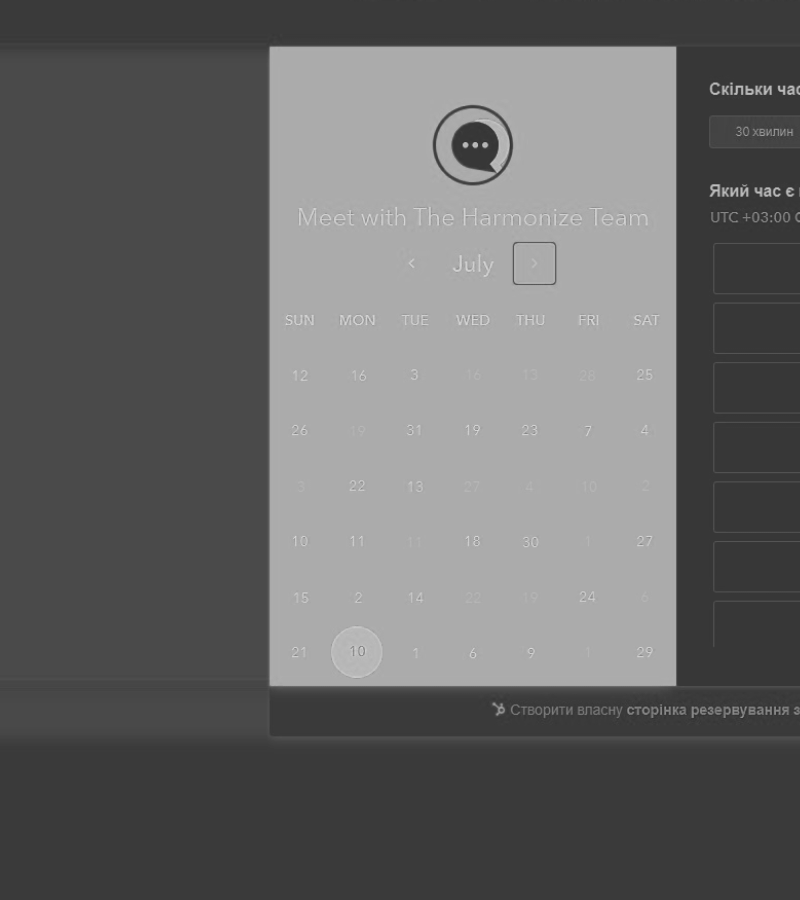 Скільки час
30 хвилин
Meet with The Harmonize Team
Який час є
UTC +03:00
July
SUN MON TUE WED THU FRI SAT
12 16 3 16 13 28 25
26 19 31 19 23 7 4
3 22 13 27 4 10 2
10 11 11 18 30 1 27
15 2 14 22 19 24 6
21 10 1 6 9 1 29
Створити власну сторінка резервування з